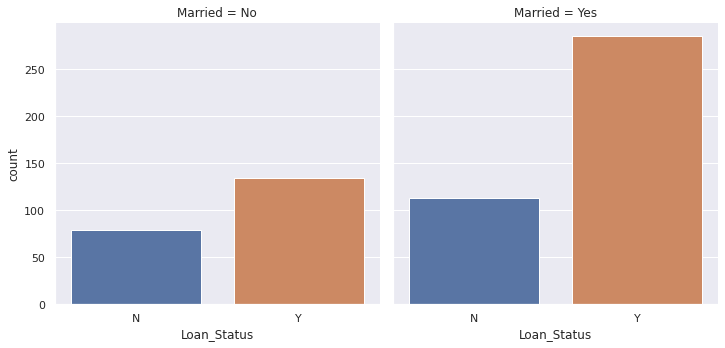 Married = No
Married = Yes
count
250
200
150
100
50
0
N
Y
N
Y
Loan_Status
Loan_Status